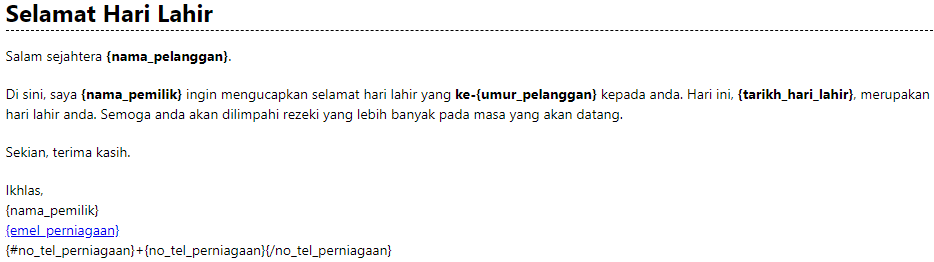 Selamat Hari Lahir
Salam sejahtera {nama_pelanggan}.
Di sini, saya {nama_pemilik} ingin mengucapkan selamat hari lahir yang ke-{umur_pelanggan} kepada anda. Hari ini, {tarikh_hari_lahir}, merupakan
hari lahir anda. Semoga anda akan dilimpahi rezeki yang lebih banyak pada masa yang akan datang.
Sekian, terima kasih.
Ikhlas,
{nama_pemilik}
{emel_perniagaan}
{#no_tel_perniagaan}+{no_tel_perniagaan}{/no_tel_perniagaan}